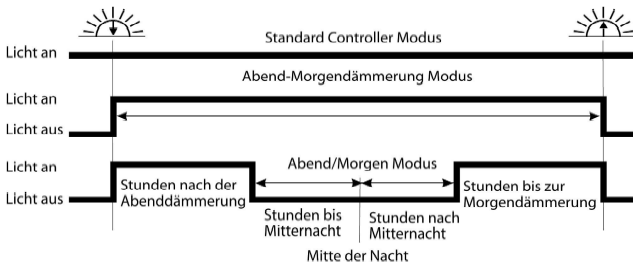 Standard Controller Modus
Licht an
Abend-Morgendämmerung Modus
Licht an
Licht aus
Licht an
Abend/Morgen Modus
Stunden nach der
Abenddämmerung
Stunden bis zur
Morgendämmerung
Licht aus
Stunden bis
Mitternacht
Stunden nach
Mitternacht
Mitte der Nacht